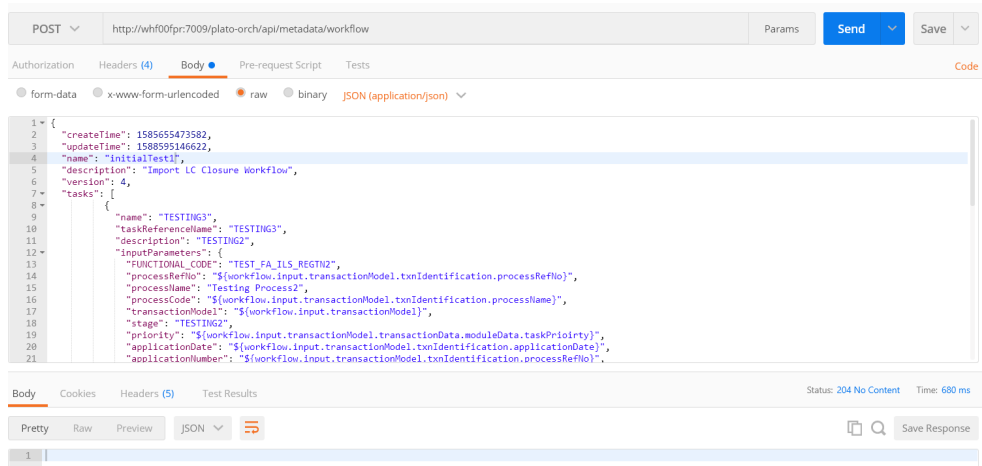 POST http://whf00fpr:7009/plato-orch/api/metadata/workflow Params Send Save
Authorization Headers (4) Body Pre-request Script Tests Code
form-data x-www-form-urlencoded raw binary JSON (application/json)
1 {
2 "createTime": 1585655473582,
3 "updateTime": 1588595146622,
4 "name": "initialTest1",
5 "description": "Import LC Closure Workflow",
6 "version": 4,
7 "tasks": [
8 {
9 "name": "TESTING3",
10 "taskReferenceName": "TESTING3",
11 "description": "TESTING2",
12 "inputParameters": {
13 "FUNCTIONAL_CODE": "TEST_FA_ILS_REGTN2",
14 "processRefNo": "${workflow.input.transactionModel.txnIdentification.processRefNo}",
15 "processName": "Testing Process2",
16 "processCode": "${workflow.input.transactionModel.txnIdentification.processName}",
17 "transactionModel": "${workflow.input.transactionModel}",
18 "stage": "TESTING2",
19 "priority": "${workflow.input.transactionModel.transactionData.moduleData.taskPrioirty}",
20 "applicationDate": "${workflow.input.transactionModel.txnIdentification.applicationDate}",
21 "applicationNumber": "${workflow.input.transactionModel.txnIdentification.processRefNo}",
Body Cookies Headers (5) Test Results Status: 204 No Content Time: 680 ms
Pretty Raw Preview JSON Save Response
1